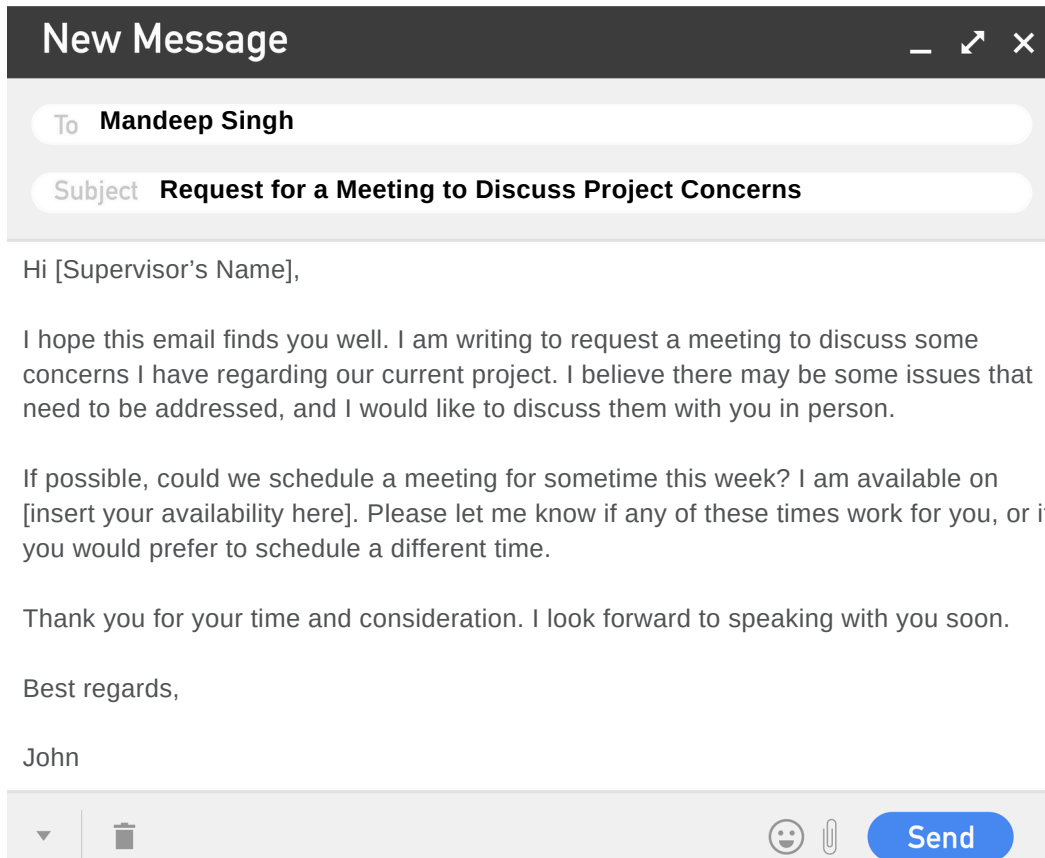 New Message
To Mandeep Singh
Subject Request for a Meeting to Discuss Project Concerns
Hi [Supervisor’s Name],
I hope this email finds you well. I am writing to request a meeting to discuss some
concerns I have regarding our current project. I believe there may be some issues that
need to be addressed, and I would like to discuss them with you in person.
If possible, could we schedule a meeting for sometime this week? I am available on
[insert your availability here]. Please let me know if any of these times work for you, or if
you would prefer to schedule a different time.
Thank you for your time and consideration. I look forward to speaking with you soon.
Best regards,
John
Send